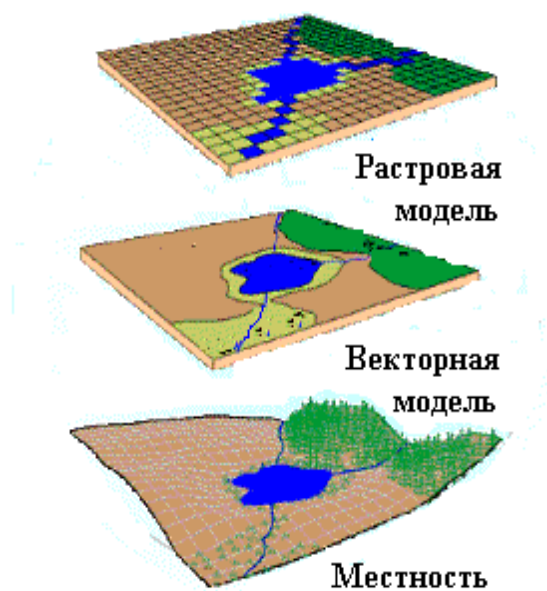 Растровая
модель
Векторная
модель
Местность